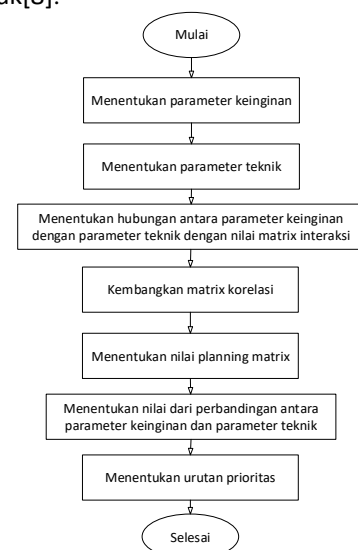 uk[8].
Mulai
Menentukan parameter keinginan
Menentukan parameter teknik
Menentukan hubungan antara parameter keinginan
dengan parameter teknik dengan nilai matrix interaksi
Kembangkan matrix korelasi
Menentukan nilai planning matrix
Menentukan nilai dari perbandingan antara
parameter keinginan dan parameter teknik
Menentukan urutan prioritas
Selesai